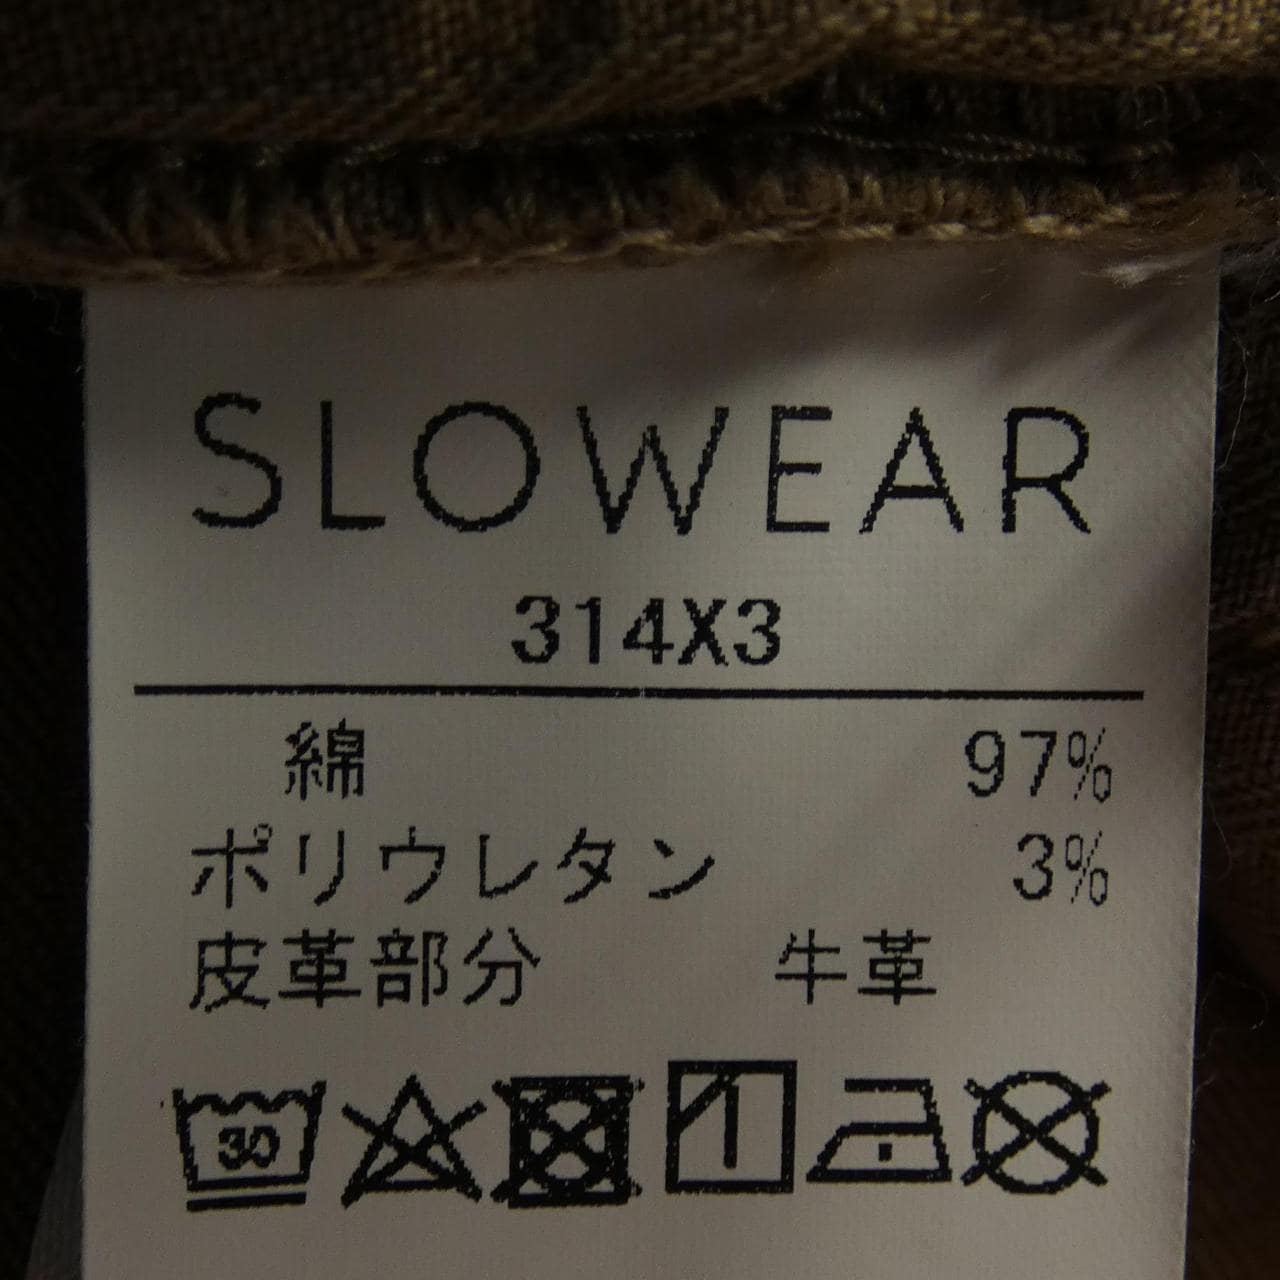 SLOWEAR
314X3
綿 97%
ポリウレタン 3%
皮革部分 牛革
30